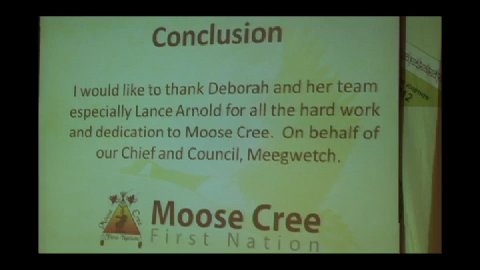 Conclusion
I would like to thank Deborah and her team
especially Lance Arnold for all the hard work
and dedication to Moose Cree.  On behalf of
our Chief and Council, Meegwetch.
Moose Cree
First Nation